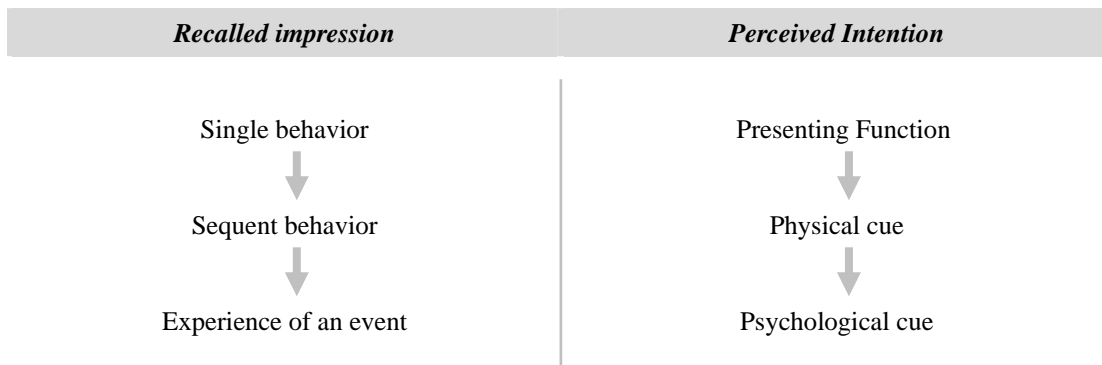 Recalled impression
Perceived Intention
Single behavior
Presenting Function
Sequent behavior
Physical cue
Experience of an event
Psychological cue